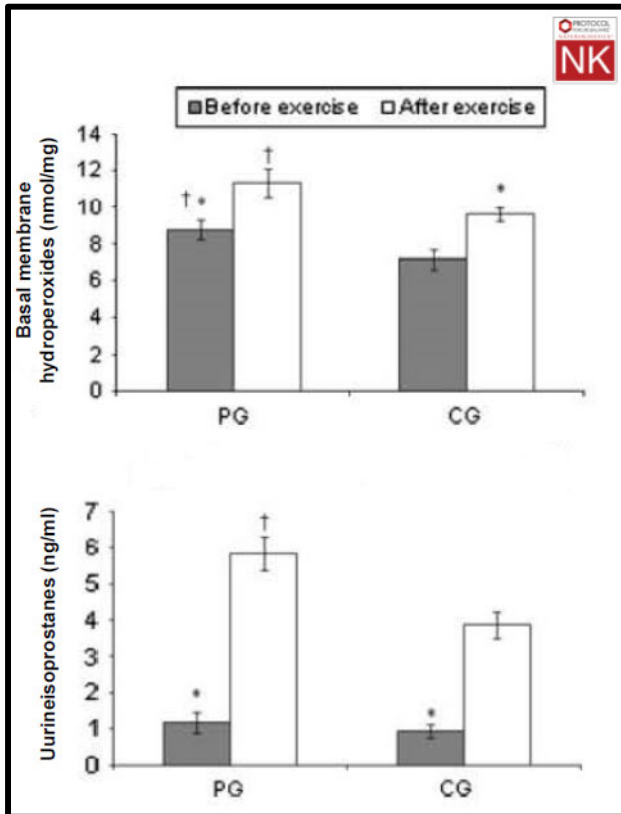 PROTOCOL
NK
Before exercise After exercise
Basal membrane
hydroperoxides (nmol/mg)
14
12
10
8
6
4
2
0
† *
†
*
PG CG
Uurineisoprostanes (ng/ml)
7
6
5
4
3
2
1
0
*
†
*
PG CG